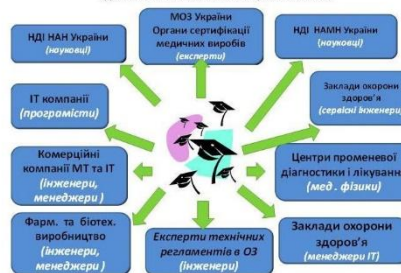 МОЗ України
Органи сертифікації
медичних виробів
(експерти)
НДІ НАН України
(науковці)
НДІ НАМН України
(науковці)
ІТ компанії
(програмісти)
Заклади охорони
здоров'я
(сервісні інженери)
Комерційні
компанії МТ та ІТ
(інженери,
менеджери )
Центри променевої
діагностики і лікування
(мед . фізики)
Фарм. та біотех.
виробництво
(інженери,
менеджери )
Експерти технічних
регламентів в ОЗ
(інженери)
Заклади охорони
здоров'я
(менеджери ІТ)